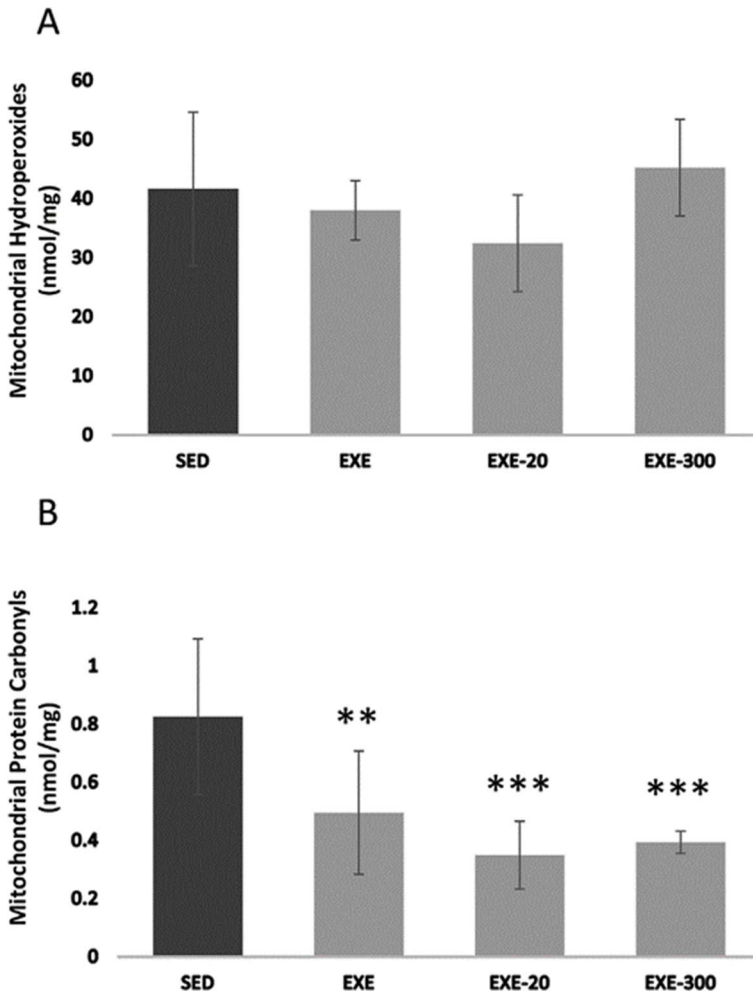 A
Mitochondrial Hydroperoxides
(nmol/mg)
60
50
40
30
20
10
0
SED EXE EXE-20 EXE-300
B
Mitochondrial Protein Carbonyls
(nmol/mg)
1.2
1
0.8
0.6
0.4
0.2
0
** *** ***
SED EXE EXE-20 EXE-300